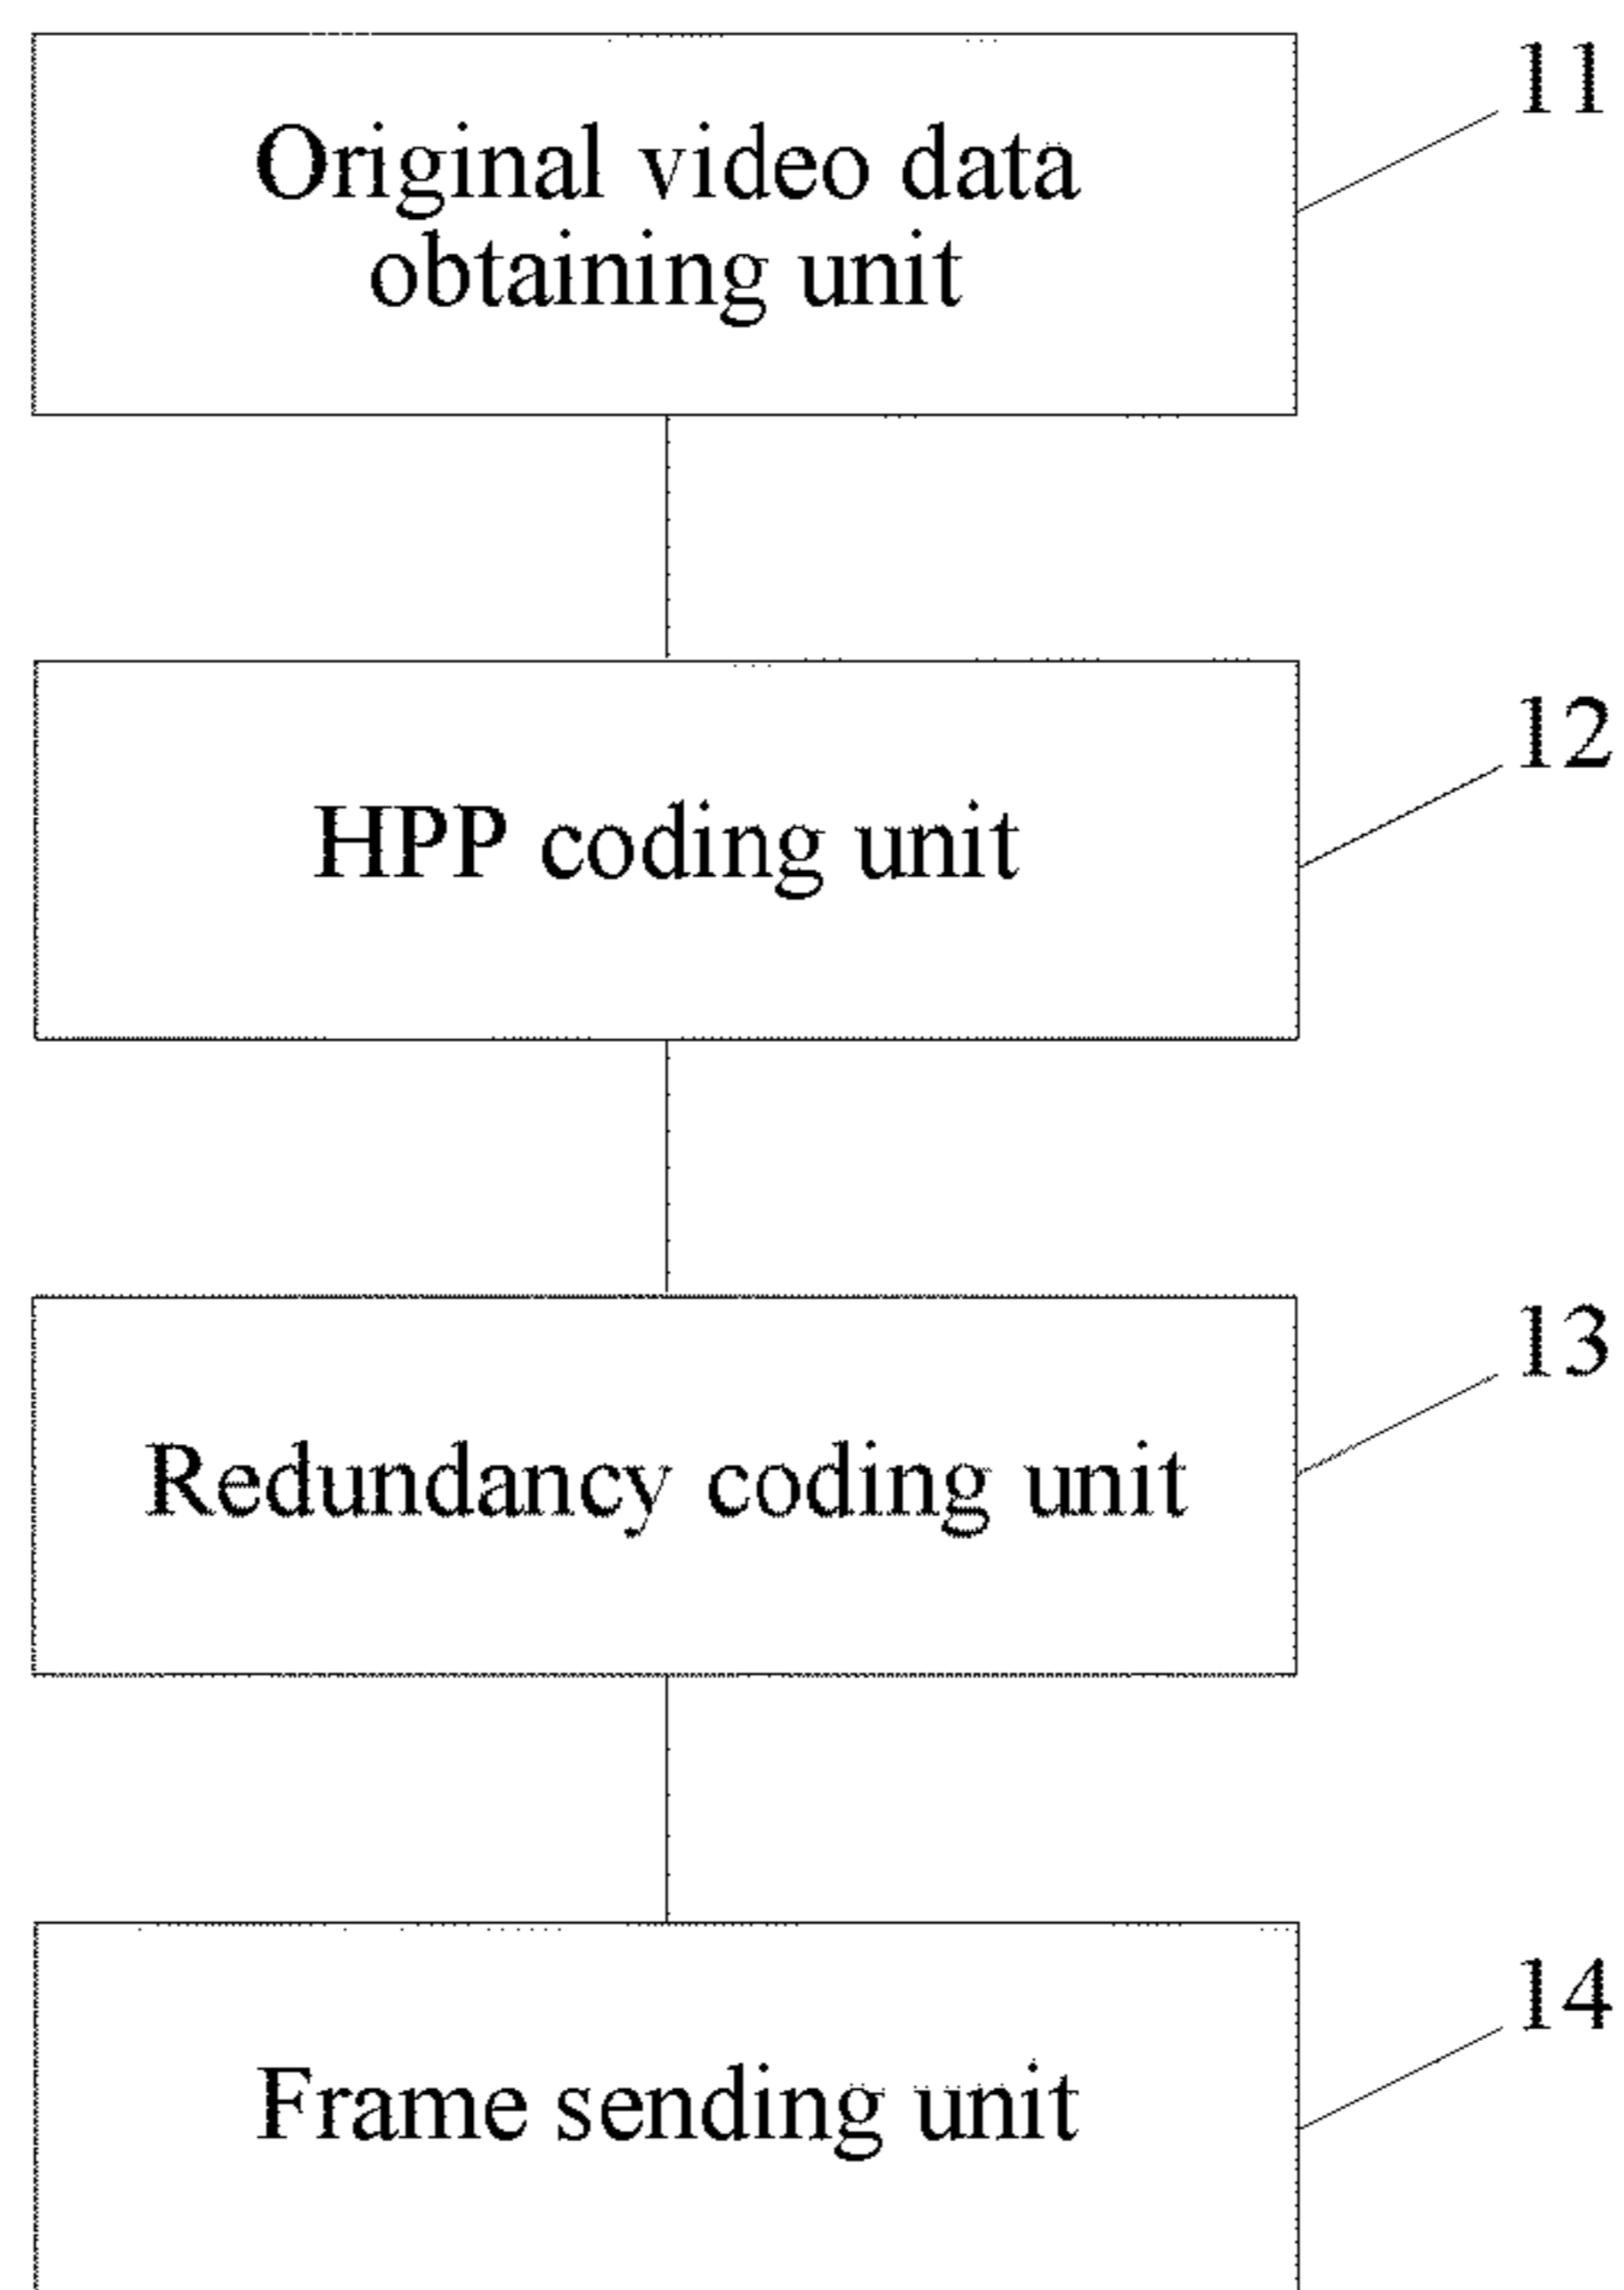 Original video data
obtaining unit
11
HPP coding unit
12
Redundancy coding unit
13
Frame sending unit
14